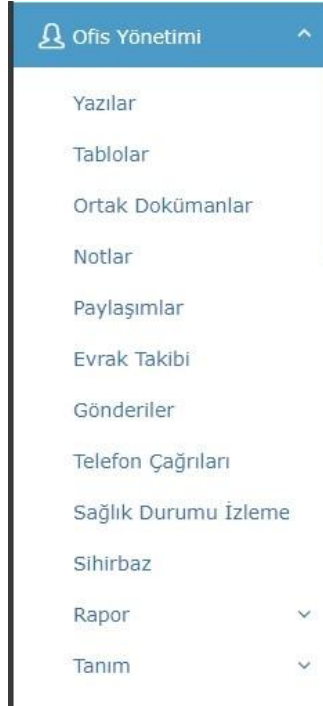 Ofis Yönetimi
Yazılar
Tablolar
Ortak Dokümanlar
Notlar
Paylaşımlar
Evrak Takibi
Gönderiler
Telefon Çağrıları
Sağlık Durumu İzleme
Sihirbaz
Rapor
Tanım